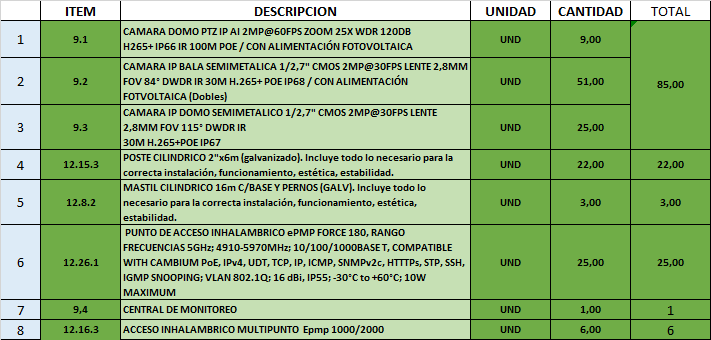 ITEM DESCRIPCION UNIDAD CANTIDAD TOTAL
1 9.1 CAMARA DOMO PTZ IP AI 2MP@60FPS ZOOM 25X WDR 120DB
H265+ IP66 IR 100M POE / CON ALIMENTACIÓN FOTOVOLTAICA UND 9,00
2 9.2 CAMARA IP BALA SEMIMETALICA 1/2,7" CMOS 2MP@30FPS LENTE 2,8MM
FOV 84° DWDR IR 30M H.265+ POE IP68 / CON ALIMENTACIÓN
FOTVOLTAICA (Dobles) UND 51,00 85,00
3 9.3 CAMARA IP DOMO SEMIMETALICO 1/2,7" CMOS 2MP@30FPS LENTE
2,8MM FOV 115° DWDR IR
30M H.265+POE IP67 UND 25,00
4 12.15.3 POSTE CILINDRICO 2"x6m (galvanizado). Incluye todo lo necesario para la
correcta instalación, funcionamiento, estética, estabilidad. UND 22,00 22,00
5 12.8.2 MASTIL CILINDRICO 16m C/BASE Y PERNOS (GALV). Incluye todo lo
necesario para la correcta instalación, funcionamiento, estética,
estabilidad. UND 3,00 3,00
6 12.26.1 PUNTO DE ACCESO INHALAMBRICO ePMP FORCE 180, RANGO
FRECUENCIAS 5GHz; 4910-5970MHz; 10/100/1000BASE T, COMPATIBLE
WITH CAMBIUM PoE, IPv4, UDT, TCP, IP, ICMP, SNMPv2c, HTTTPs, STP, SSH,
IGMP SNOOPING; VLAN 802.1Q; 16 dBi, IP55; -30°C to +60°C; 10W
MAXIMUM UND 25,00 25,00
7 9,4 CENTRAL DE MONITOREO UND 1,00 1
8 12.16.3 ACCESO INHALAMBRICO MULTIPUNTO Epmp 1000/2000 UND 6,00 6